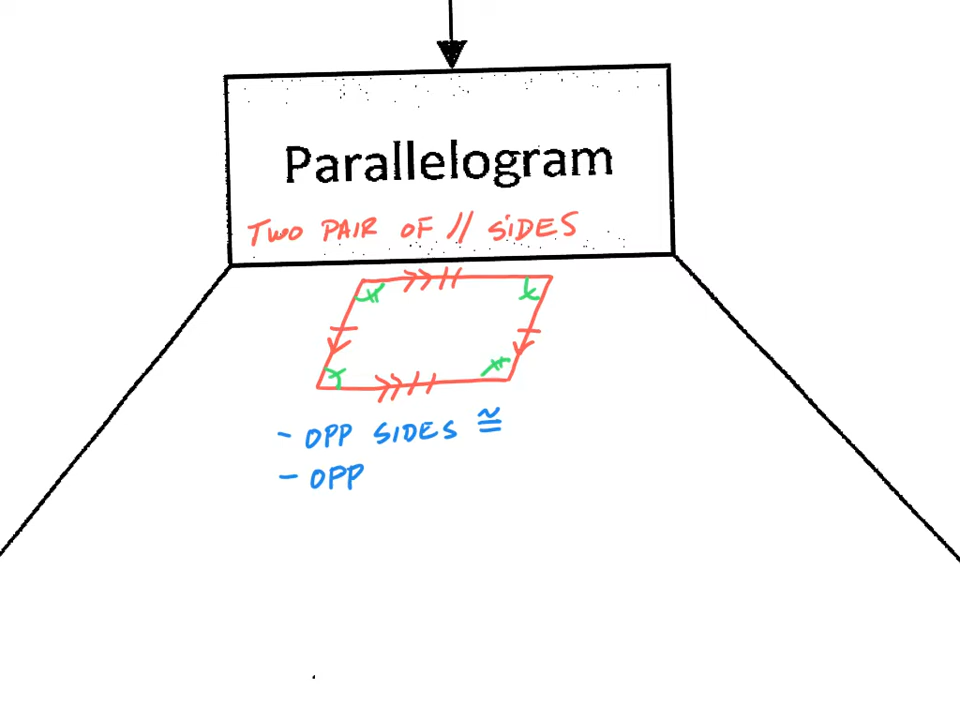 Parallelogram
TWO PAIR OF // SIDES
- OPP SIDES ≅
- OPP